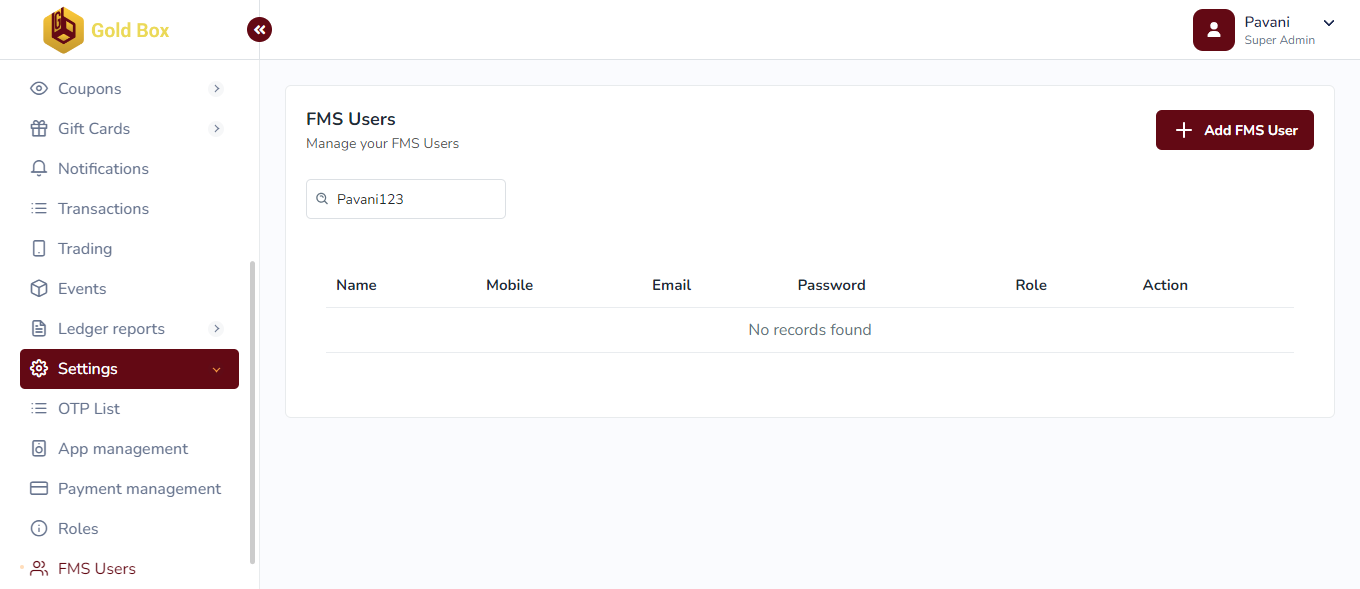 Gold Box
Pavani
Super Admin
Coupons
Gift Cards
Notifications
Transactions
Trading
Events
Ledger reports
Settings
OTP List
App management
Payment management
Roles
FMS Users
FMS Users
Manage your FMS Users
Add FMS User
Pavani123
Name Mobile Email Password Role Action
No records found